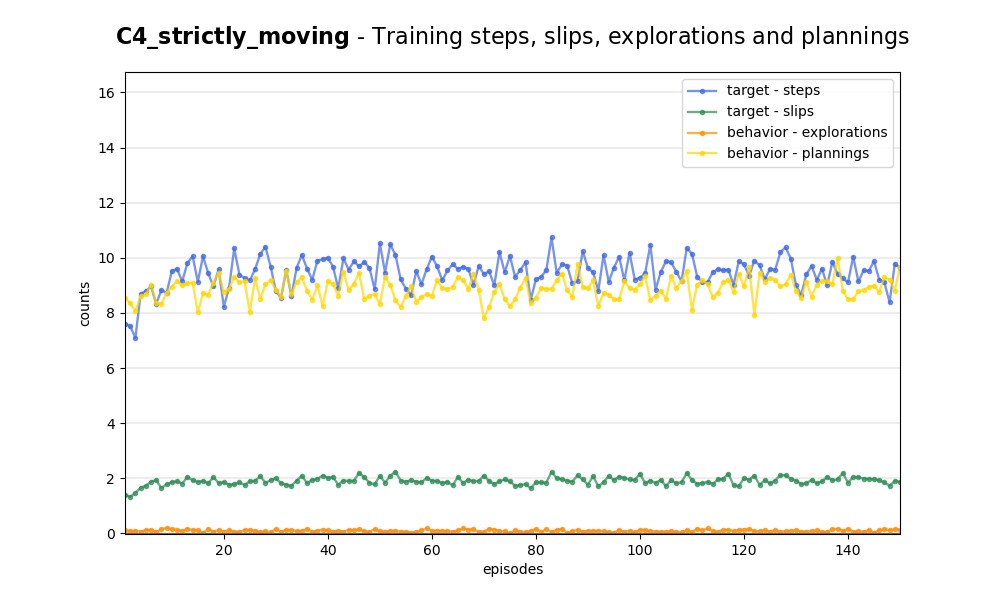 C4_strictly_moving - Training steps, slips, explorations and plannings
16
14
12
10
8
6
4
2
0
counts
target - steps
target - slips
behavior - explorations
behavior - plannings
20 40 60 80 100 120 140
episodes